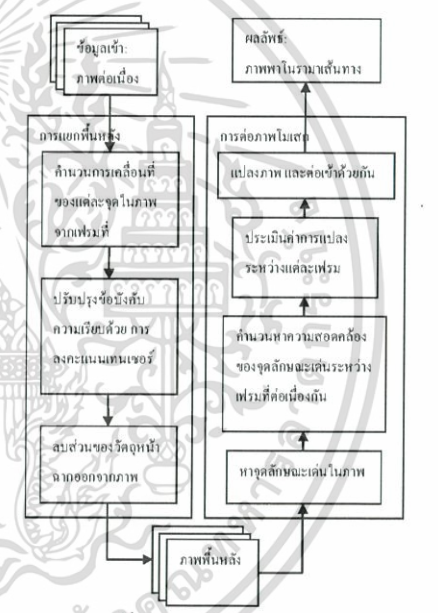 ข้อมูลเข้า:
ภาพต่อเนื่อง
การแยกพื้นหลัง
คำนวนการเคลื่อนที่
ของแต่ละจุดในภาพ
จากเฟรมที่
ปรับปรุงข้อบังคับ
ความเรียบด้วย การ
ลงคะแนนเทนเซอร์
ลบส่วนของวัตถุหน้า
ฉากออกจากภาพ
ภาพพื้นหลัง
ผลลัพธ์:
ภาพพาโนรามาเส้นทาง
การต่อภาพโมเสก
แปลงภาพ และต่อเข้าด้วยกัน
ประเมินค่าการแปลง
ระหว่างแต่ละเฟรม
คำนวนหาความสอดคล้อง
ของจุดลักษณะเด่นระหว่าง
เฟรมที่ต่อเนื่องกัน
หาจุดลักษณะเด่นในภาพ